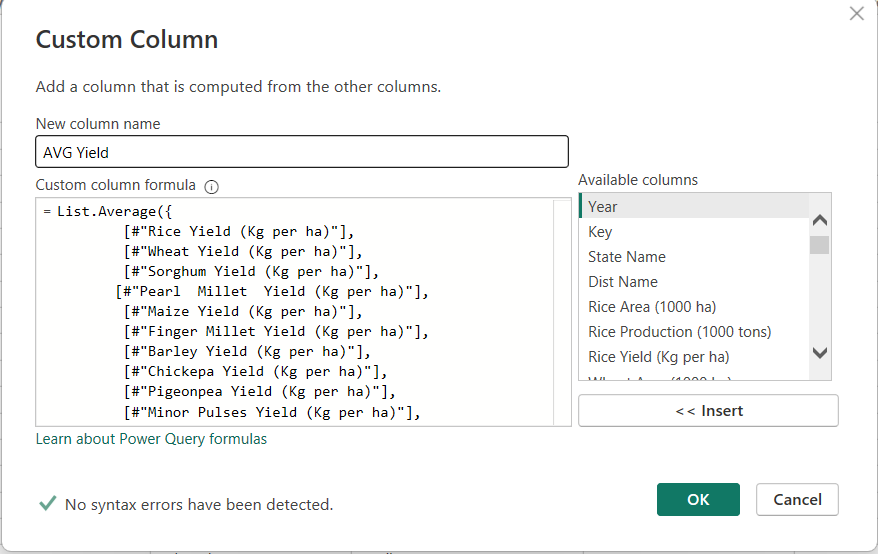 Custom Column
Add a column that is computed from the other columns.
New column name
AVG Yield
Custom column formula
= List.Average({
[#"Rice Yield (Kg per ha)"],
[#"Wheat Yield (Kg per ha)"],
[#"Sorghum Yield (Kg per ha)"],
[#"Pearl  Millet  Yield (Kg per ha)"],
[#"Maize Yield (Kg per ha)"],
[#"Finger Millet Yield (Kg per ha)"],
[#"Barley Yield (Kg per ha)"],
[#"Chickepa Yield (Kg per ha)"],
[#"Pigeonpea Yield (Kg per ha)"],
[#"Minor Pulses Yield (Kg per ha)"],
Available columns
Year
Key
State Name
Dist Name
Rice Area (1000 ha)
Rice Production (1000 tons)
Rice Yield (Kg per ha)
<< Insert
Learn about Power Query formulas
No syntax errors have been detected.
OK
Cancel